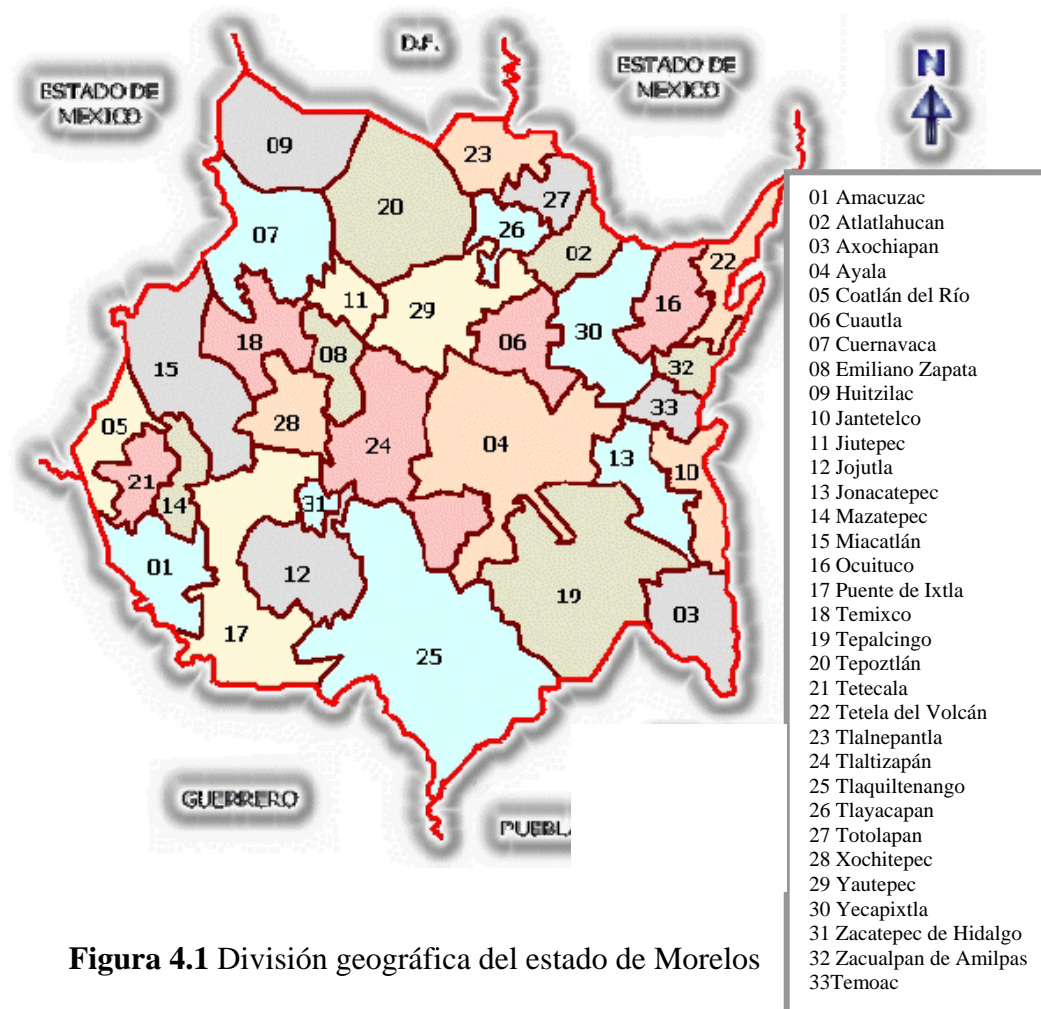 D.F.
ESTADO DE
MEXICO
ESTADO DE
MEXICO
N
09
23
27
20
07
26
02
22
11
29
16
18
08
06
30
15
32
33
05
28
04
24
13
10
21
14
31
01
12
19
03
17
25
GUERRERO
PUEBL
01 Amacuzac
02 Atlatlahucan
03 Axochiapan
04 Ayala
05 Coatlán del Río
06 Cuautla
07 Cuernavaca
08 Emiliano Zapata
09 Huitzilac
10 Jantetelco
11 Jiutepec
12 Jojutla
13 Jonacatepec
14 Mazatepec
15 Miacatlán
16 Ocuituco
17 Puente de Ixtla
18 Temixco
19 Tepalcingo
20 Tepoztlán
21 Tetecala
22 Tetela del Volcán
23 Tlalnepantla
24 Tlaltizapán
25 Tlaquiltenango
26 Tlayacapan
27 Totolapan
28 Xochitepec
29 Yautepec
30 Yecapixtla
31 Zacatepec de Hidalgo
32 Zacualpan de Amilpas
33Temoac
Figura 4.1 División geográfica del estado de Morelos